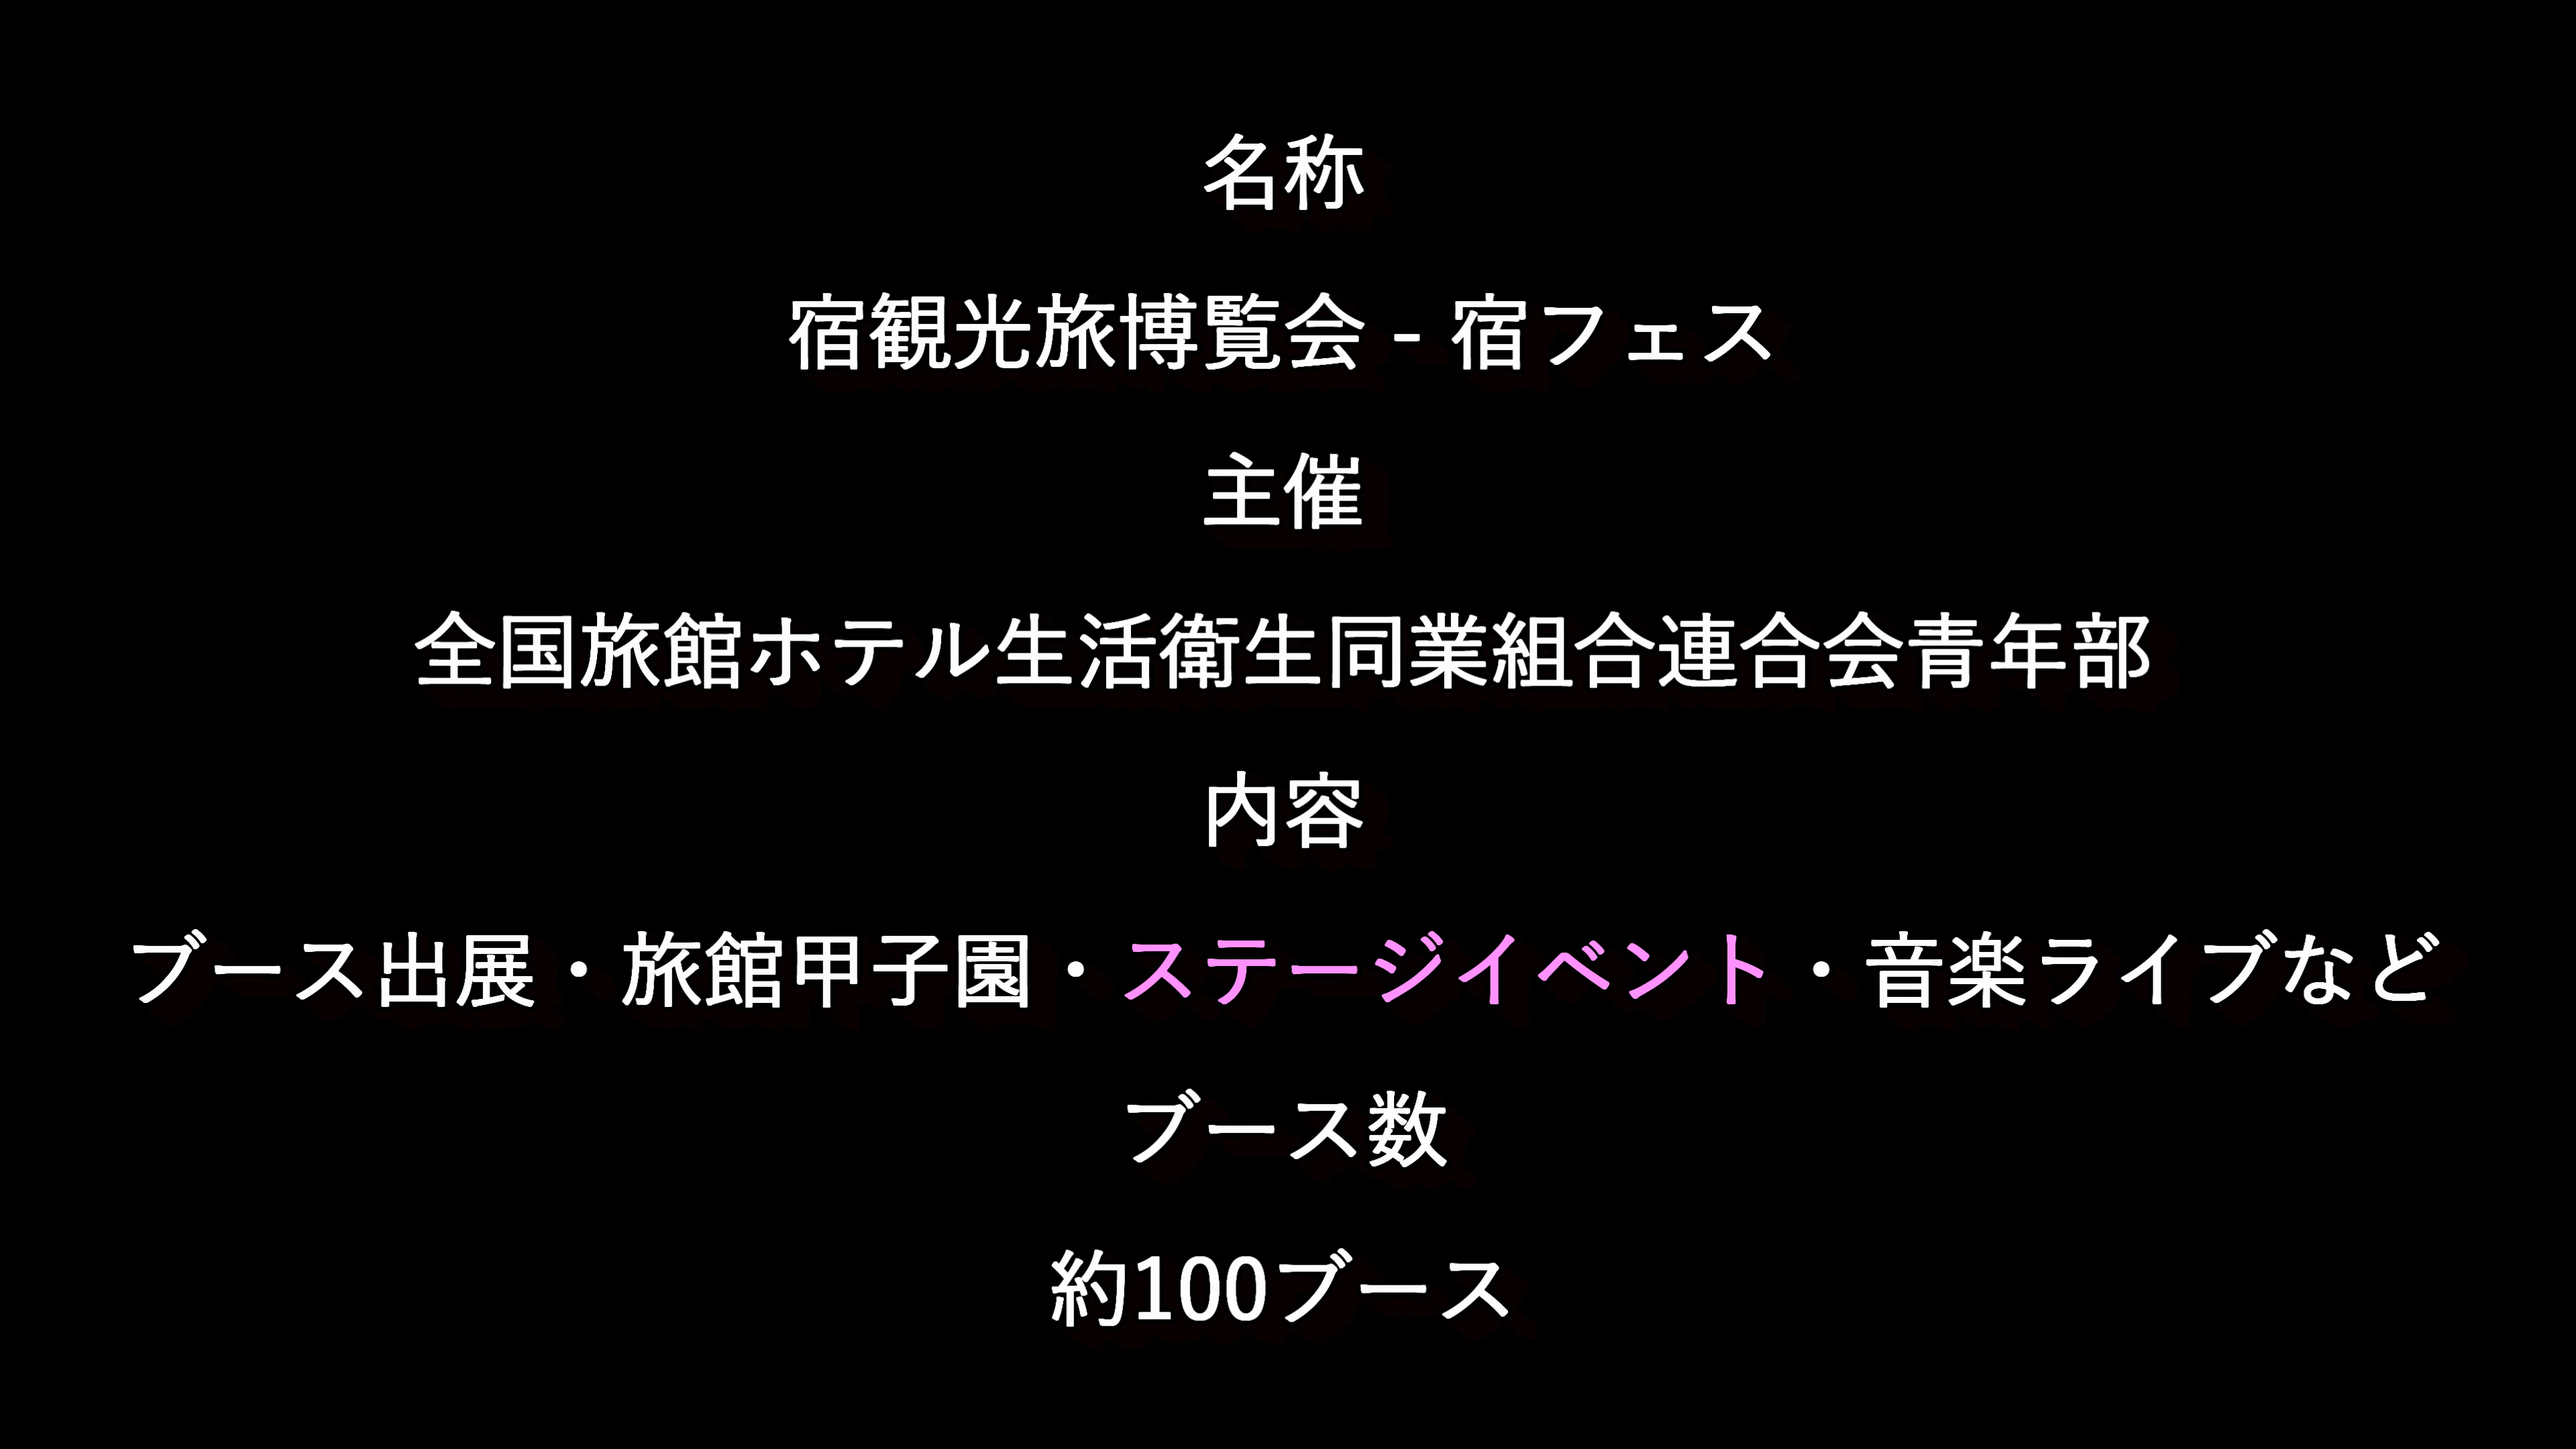 名称
宿観光旅博覧会 - 宿フェス
主催
全国旅館ホテル生活衛生同業組合連合会青年部
内容
ブース出展・旅館甲子園・ステージイベント・音楽ライブなど
ブース数
約100ブース